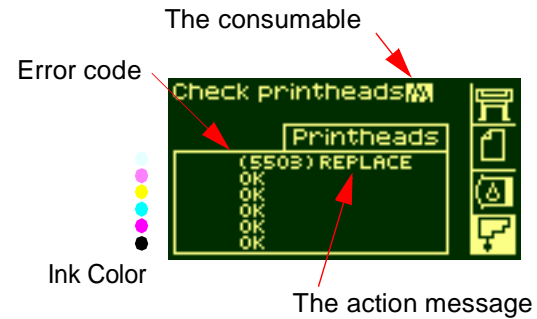 The consumable
Error code
Check printheads
Printheads
(5503) REPLACE
OK
OK
OK
OK
OK
Ink Color
The action message